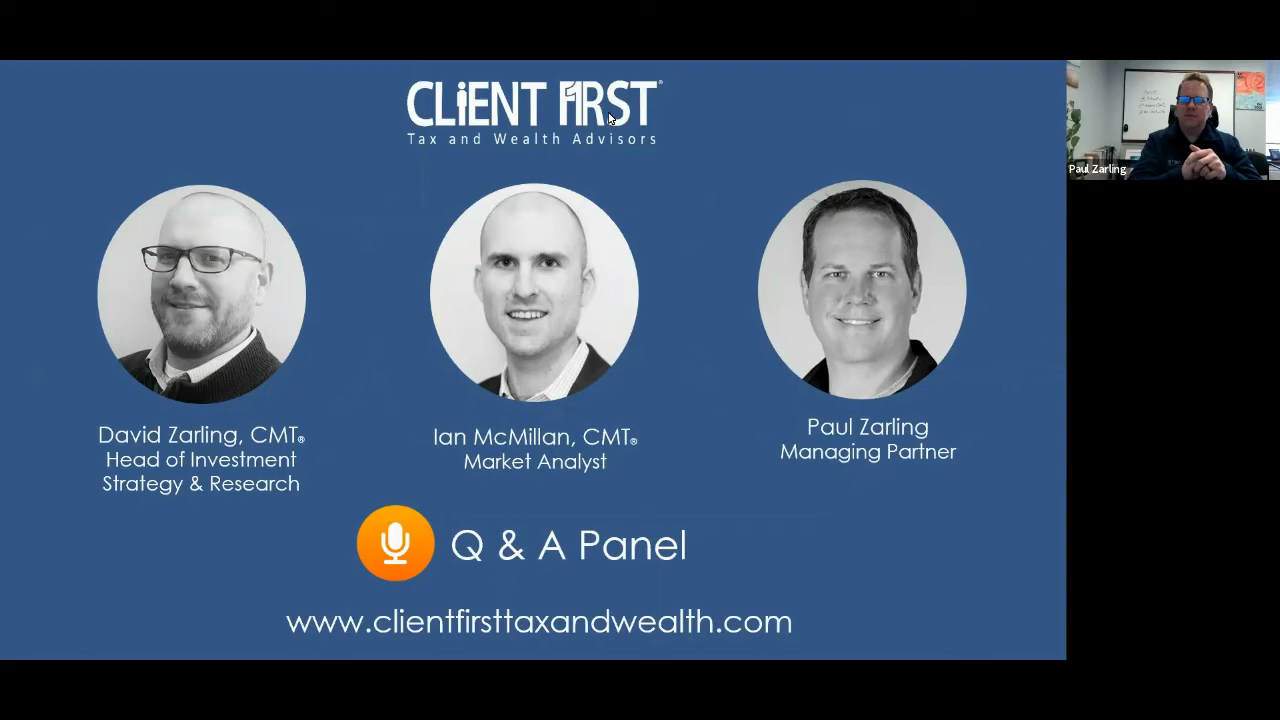 CLIENT F1RST®
Tax and Wealth Advisors
Paul Zarling
David Zarling, CMT®
Head of Investment
Strategy & Research
Ian McMillan, CMT®
Market Analyst
Paul Zarling
Managing Partner
Q & A Panel
www.clientfirsttaxandwealth.com